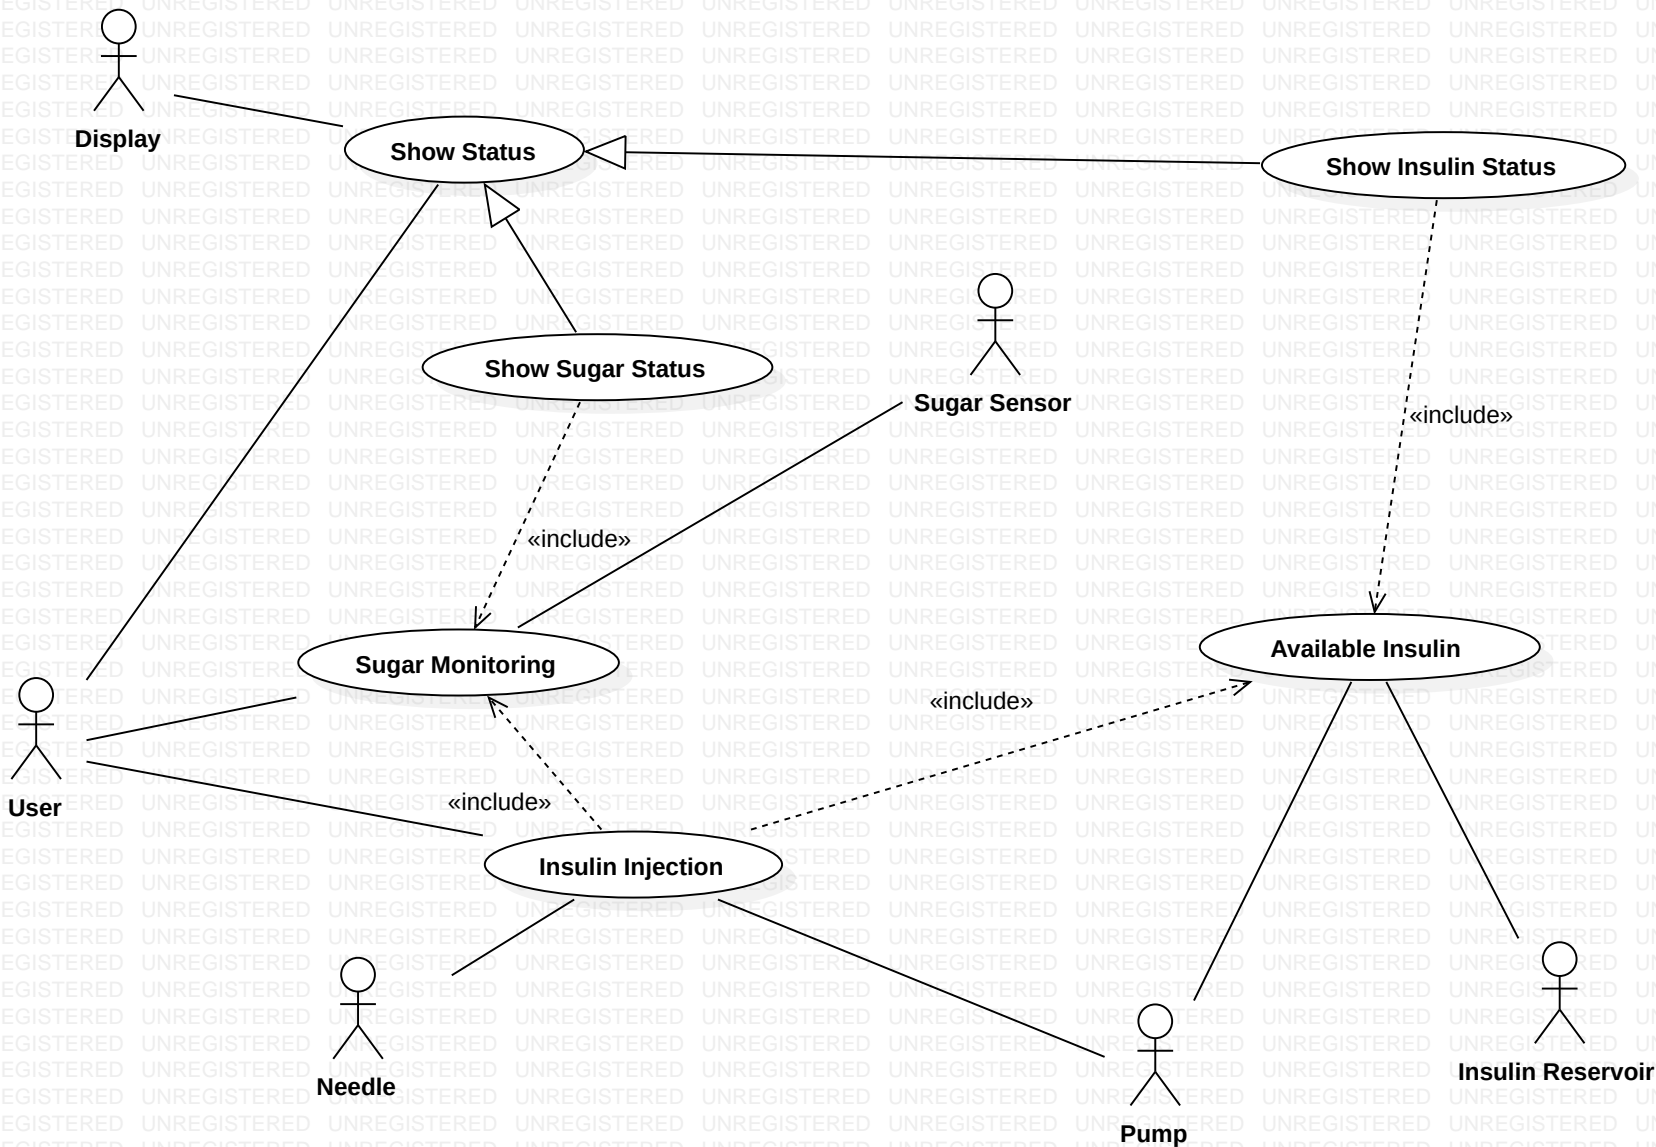 Display
Show Status
Show Insulin Status
Show Sugar Status
Sugar Sensor
«include»
«include»
Sugar Monitoring
Available Insulin
«include»
User
«include»
Insulin Injection
Needle
Insulin Reservoir
Pump
UNREGISTERED